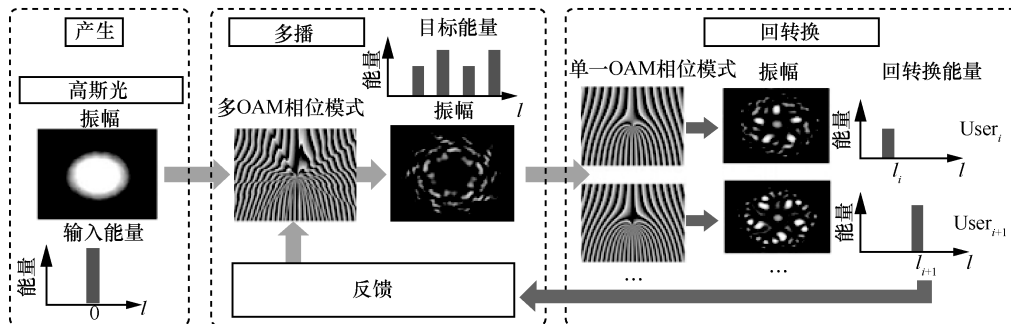 产生
高斯光
振幅
输入能量
能量
0
l
多播
目标能量
能量
l
多OAM相位模式
振幅
反馈
回转换
单一OAM相位模式
振幅
回转换能量
能量
User_i
l_i
l
能量
User_{i+1}
l_{i+1}
l
…
…